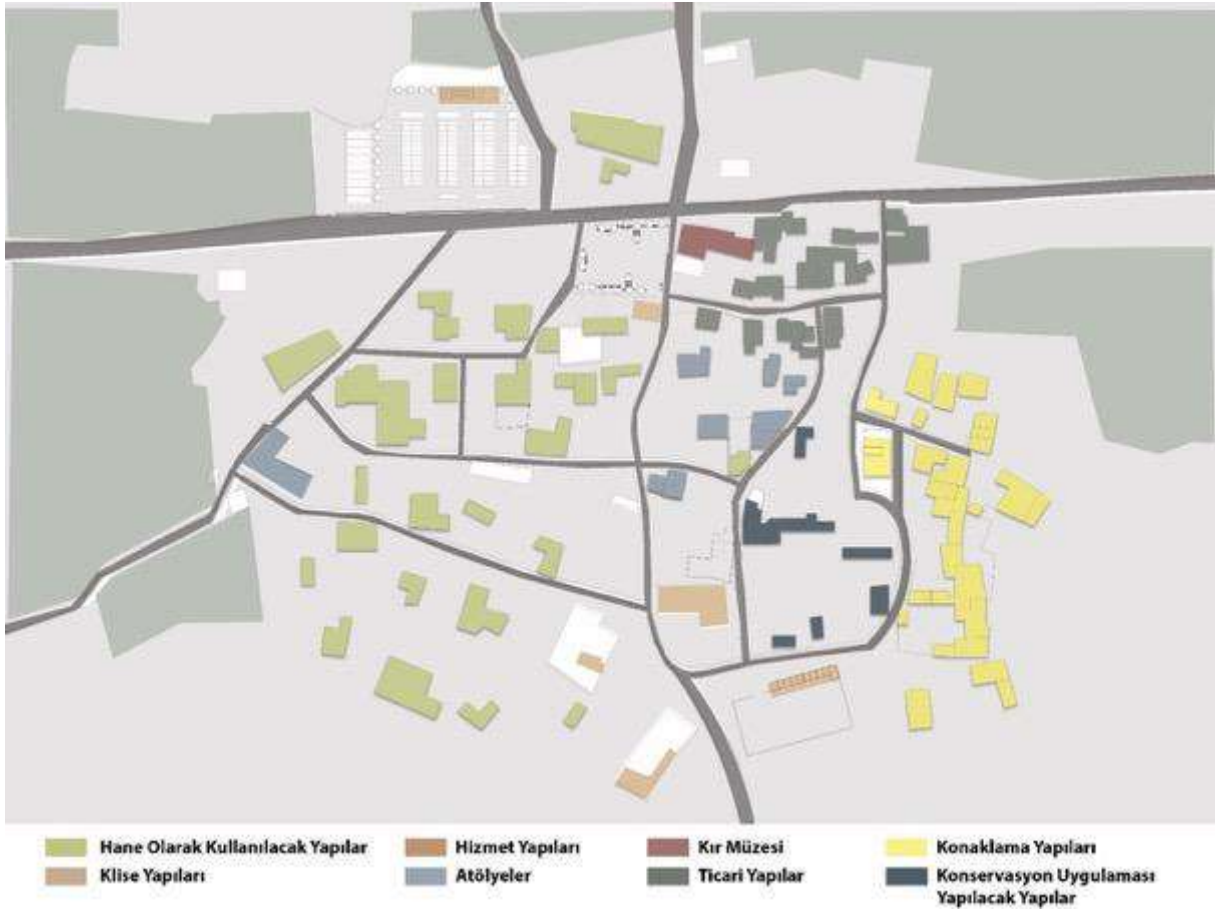 Hane Olarak Kullanılacak Yapılar
Hizmet Yapıları
Kır Müzesi
Konaklama Yapıları
Klise Yapıları
Atölyeler
Ticari Yapılar
Konservasyon Uygulaması
Yapılacak Yapılar